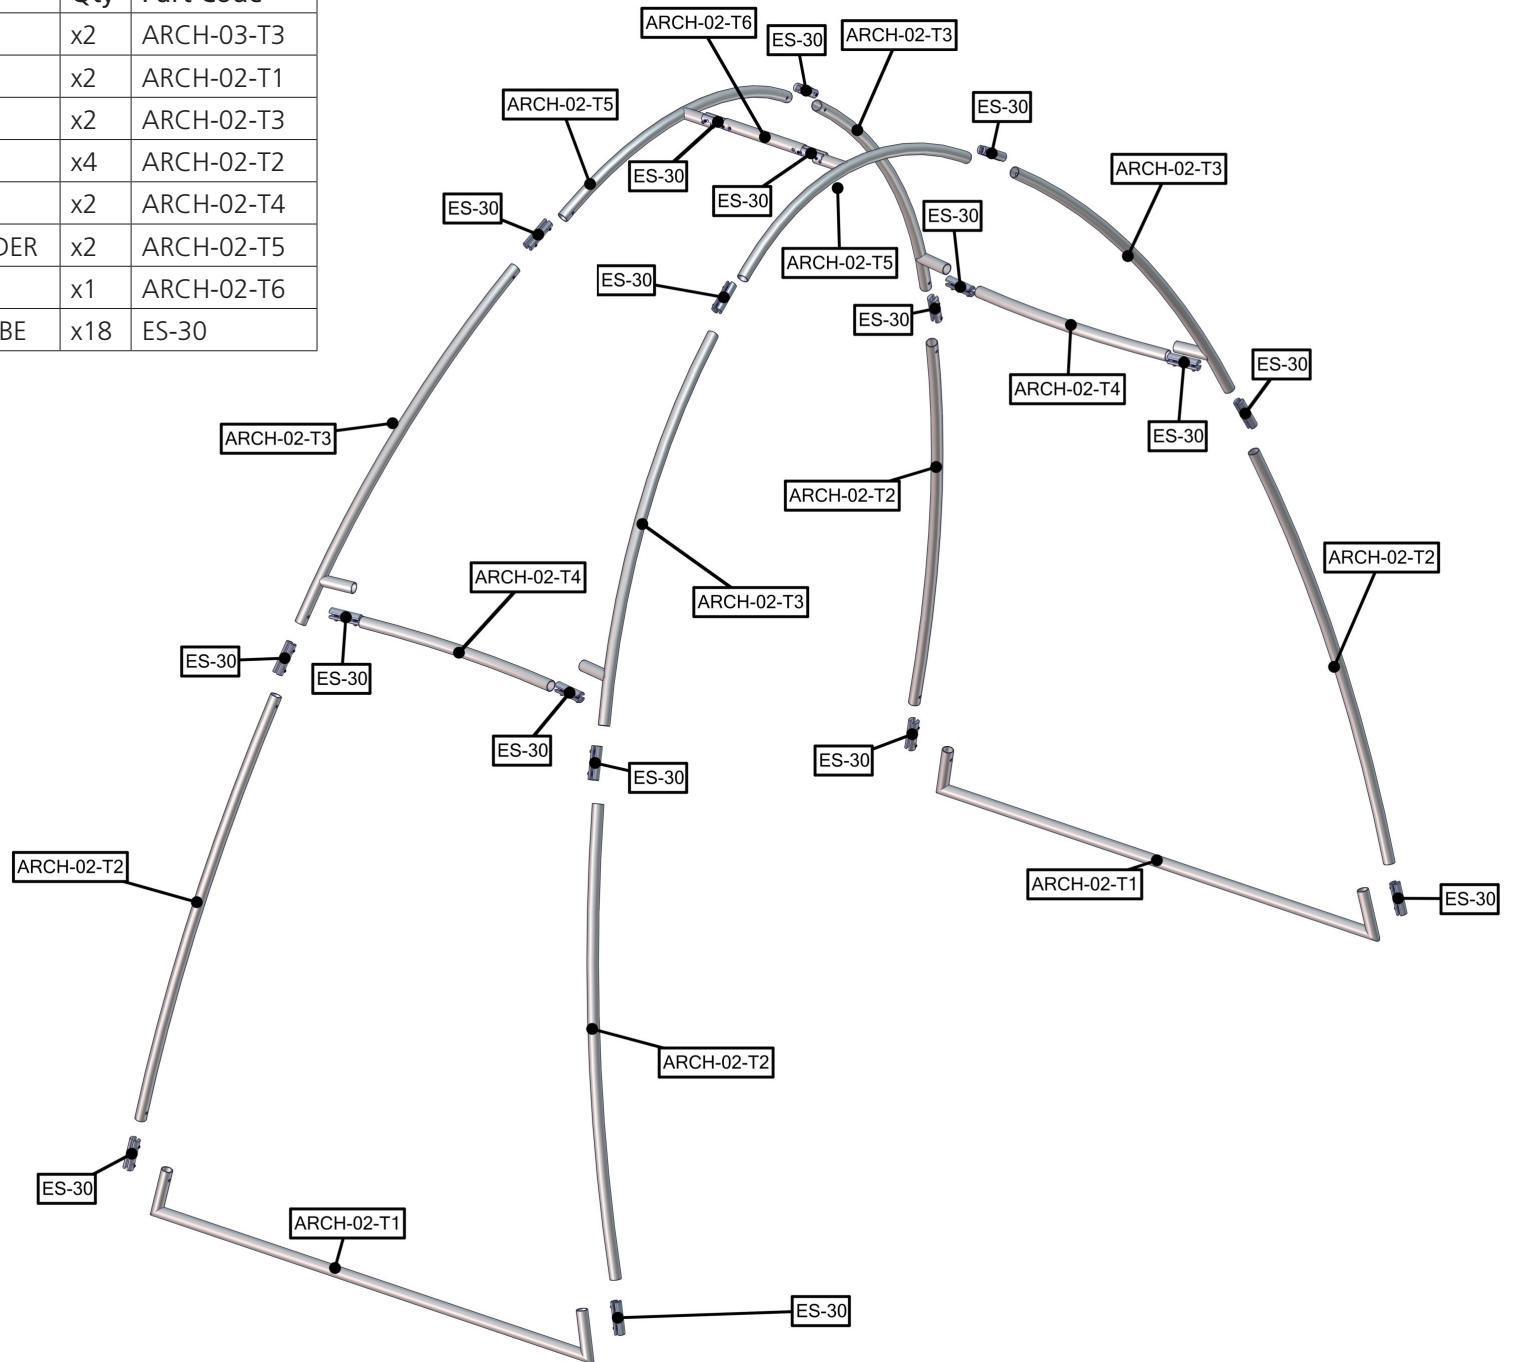 Qty Part Code
x2 ARCH-03-T3
x2 ARCH-02-T1
x2 ARCH-02-T3
x4 ARCH-02-T2
x2 ARCH-02-T4
DER x2 ARCH-02-T5
x1 ARCH-02-T6
BE x18 ES-30
ARCH-02-T6
ES-30
ARCH-02-T3
ARCH-02-T5
ES-30
ARCH-02-T3
ES-30
ES-30
ES-30
ES-30
ARCH-02-T5
ES-30
ES-30
ES-30
ARCH-02-T4
ES-30
ARCH-02-T3
ARCH-02-T2
ARCH-02-T2
ARCH-02-T4
ARCH-02-T3
ES-30
ES-30
ES-30
ES-30
ES-30
ARCH-02-T2
ARCH-02-T1
ES-30
ARCH-02-T2
ES-30
ARCH-02-T1
ES-30